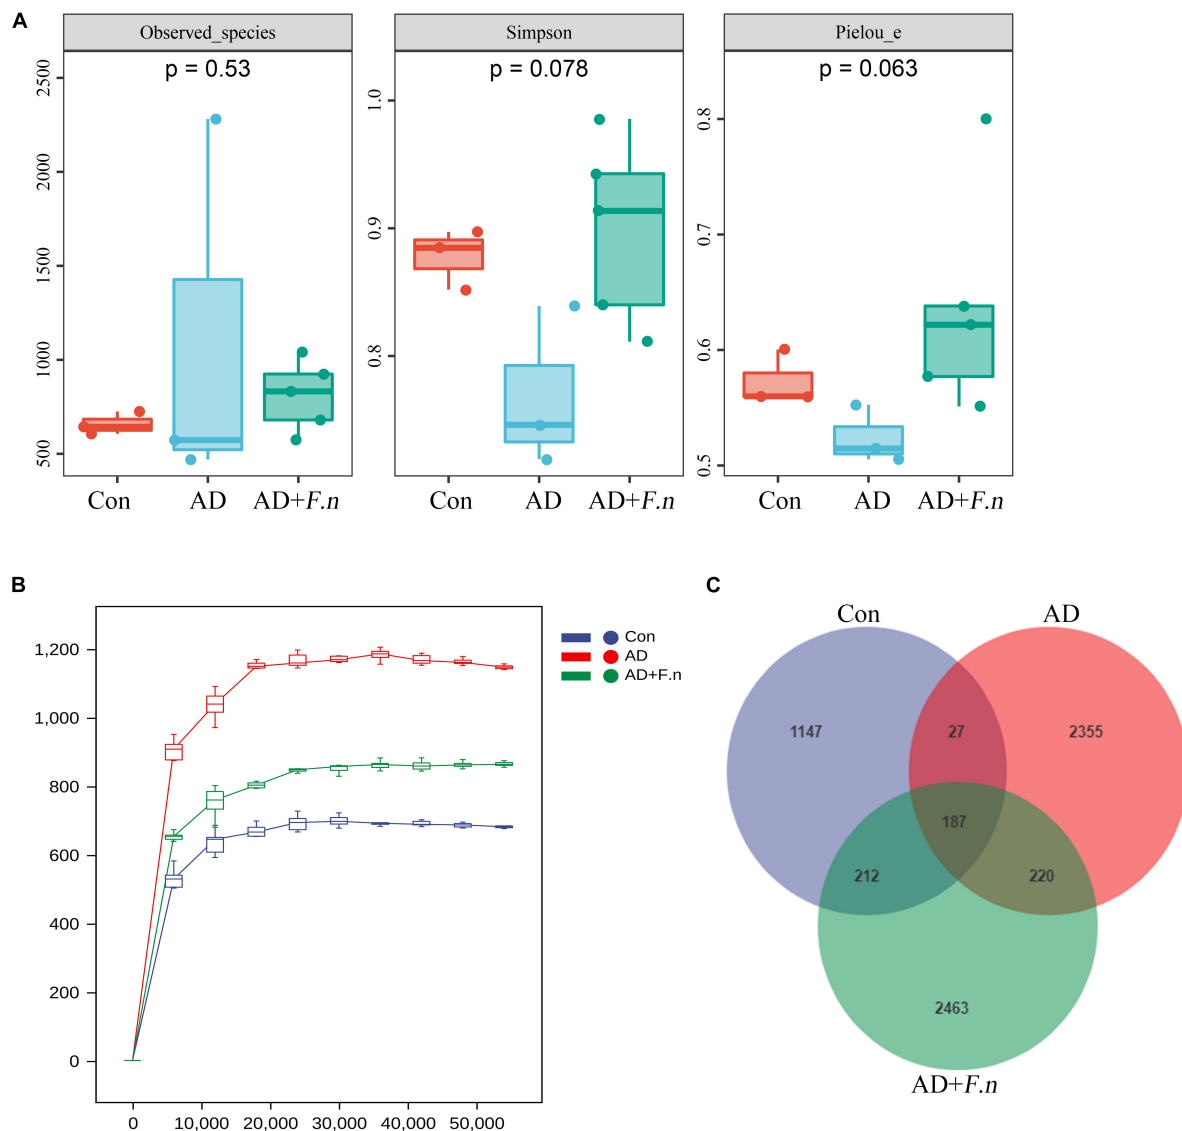 A
Observed_species
Simpson
Pielou_e
p = 0.53
p = 0.078
p = 0.063
2500
2000
1500
1000
500
1.0
0.9
0.8
0.8
0.7
0.6
0.5
Con
AD
AD+F.n
Con
AD
AD+F.n
Con
AD
AD+F.n
B
1,200
1,000
800
600
400
200
0
0
10,000
20,000
30,000
40,000
50,000
Con
AD
AD+F.n
C
Con
AD
1147
27
2355
187
212
220
2463
AD+F.n